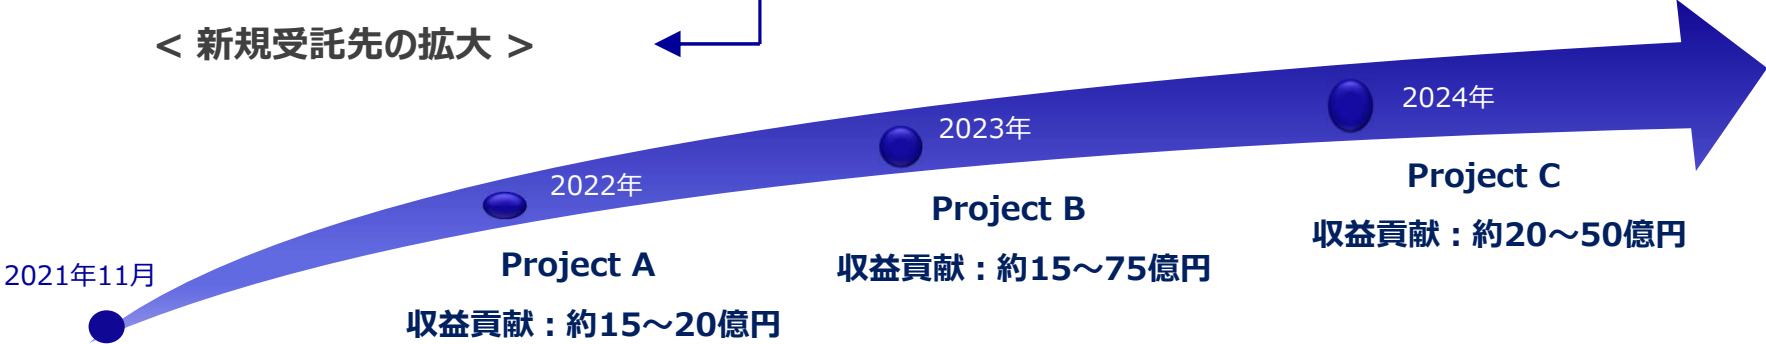 < 新規受託先の拡大 >
2021年11月
2022年
Project A
収益貢献：約15～20億円
2023年
Project B
収益貢献：約15～75億円
2024年
Project C
収益貢献：約20～50億円